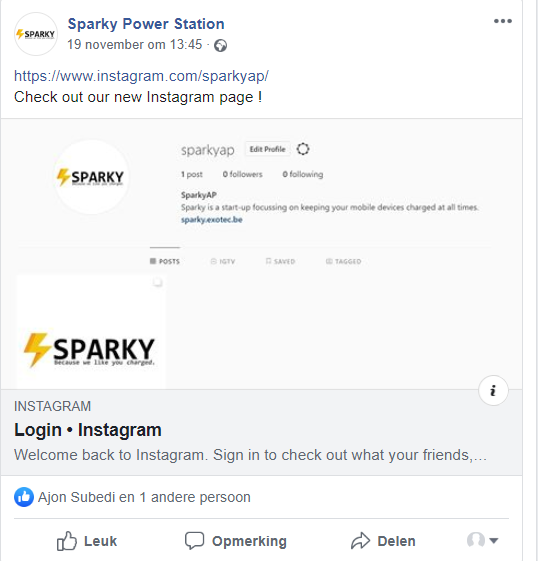 SPARKY
Sparky Power Station
19 november om 13:45 ·
https://www.instagram.com/sparkyap/
Check out our new Instagram page !
SPARKY
Because we like you charged.
sparkyap Edit Profile
1 post 0 followers 0 following
SparkyAP
Sparky is a start-up focussing on keeping your mobile devices charged at all times.
sparky.exotec.be
POSTS IGTV SAVED TAGGED
SPARKY
Because we like you charged.
INSTAGRAM
Login • Instagram
Welcome back to Instagram. Sign in to check out what your friends,...
Ajon Subedi en 1 andere persoon
Leuk Opmerking Delen